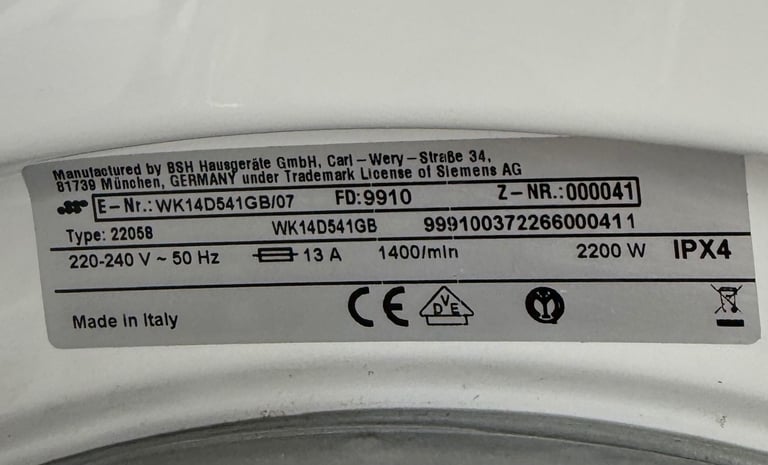 Manufactured by BSH Hausgeräte GmbH, Carl-Wery-Straße 34,
81739 München, GERMANY under Trademark License of Siemens AG
E-Nr.: WK14D541GB/07 FD: 9910 Z-NR.: 000041
Type: 22058 WK14D541GB 999100372266000411
220-240 V ~ 50 Hz 13 A 1400/min 2200 W IPX4
Made in Italy CE DVE